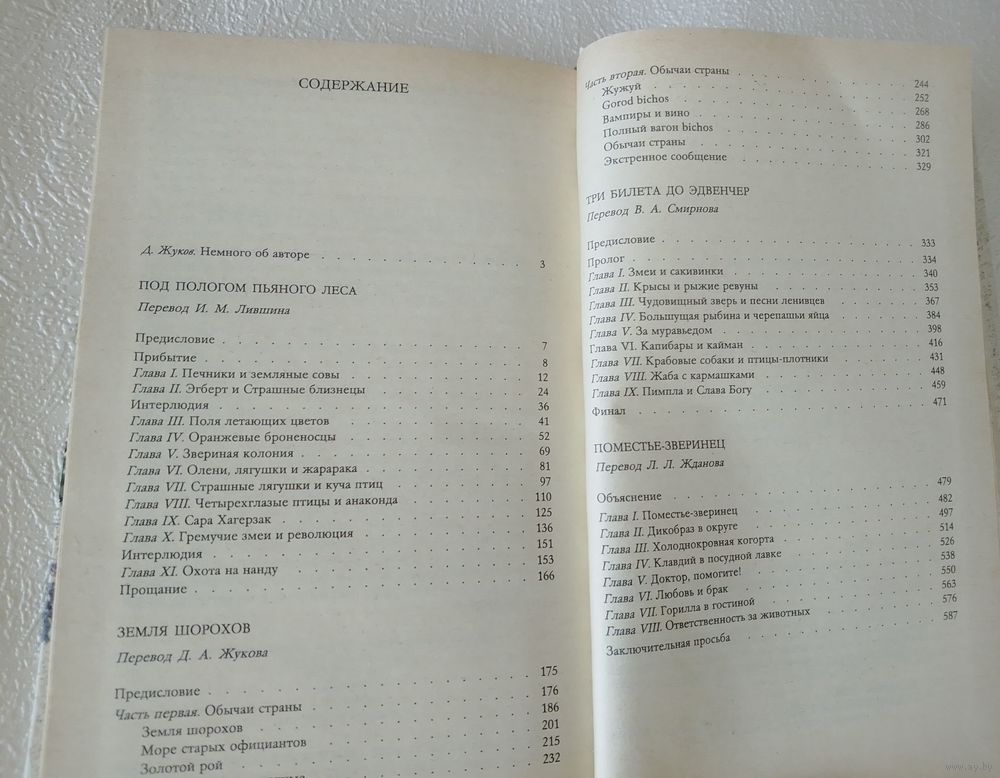 СОДЕРЖАНИЕ
Д. Жуков. Немного об авторе . . . . . . . . . . . 3
ПОД ПОЛОГОМ ПЬЯНОГО ЛЕСА
Перевод И. М. Лившина
Предисловие . . . . . . . . . . . . . . . 7
Прибытие . . . . . . . . . . . . . . . 8
Глава I. Печники и земляные совы . . . . . . . . . 12
Глава II. Эгберт и Страшные близнецы . . . . . . . . 24
Интерлюдия . . . . . . . . . . . . . . . 36
Глава III. Поля летающих цветов . . . . . . . . . 41
Глава IV. Оранжевые броненосцы . . . . . . . . . 52
Глава V. Звериная колония . . . . . . . . . . . 69
Глава VI. Олени, лягушки и жарарака . . . . . . . . 81
Глава VII. Страшные лягушки и куча птиц . . . . . . . 97
Глава VIII. Четырехглазые птицы и анаконда . . . . . . 110
Глава IX. Сара Хагерзак . . . . . . . . . . . 125
Глава X. Гремучие змеи и революция . . . . . . . . 136
Интерлюдия . . . . . . . . . . . . . . . 151
Глава XI. Охота на нанду . . . . . . . . . . . 153
Прощание . . . . . . . . . . . . . . . 166
ЗЕМЛЯ ШОРОХОВ
Перевод Д. А. Жукова
Предисловие . . . . . . . . . . . . . . . 175
Часть первая. Обычаи страны . . . . . . . . . . 176
Земля шорохов . . . . . . . . . . . . . 186
Море старых официантов . . . . . . . . . . 201
Золотой рой . . . . . . . . . . . . . . 215
232
Часть вторая. Обычаи страны . . . . . . . . . . 244
Жужуй . . . . . . . . . . . . . . . 252
Gorod bichos . . . . . . . . . . . . . 268
Вампиры и вино . . . . . . . . . . . . 286
Полный вагон bichos . . . . . . . . . . . 302
Обычаи страны . . . . . . . . . . . . . 321
Экстренное сообщение . . . . . . . . . . . 329
ТРИ БИЛЕТА ДО ЭДВЕНЧЕР
Перевод В. А. Смирнова
Предисловие . . . . . . . . . . . . . . . 333
Пролог . . . . . . . . . . . . . . . . 334
Глава I. Змеи и сакивинки . . . . . . . . . . . 340
Глава II. Крысы и рыжие ревуны . . . . . . . . . 353
Глава III. Чудовищный зверь и песни ленивцев . . . . . 367
Глава IV. Большущая рыбина и черепашьи яйца . . . . . 384
Глава V. За муравьедом . . . . . . . . . . . . 398
Глава VI. Капибары и кайман . . . . . . . . . . 416
Глава VII. Крабовые собаки и птицы-плотники . . . . . 431
Глава VIII. Жаба с кармашками . . . . . . . . . 448
Глава IX. Пимпла и Слава Богу . . . . . . . . . 459
Финал . . . . . . . . . . . . . . . . 471
ПОМЕСТЬЕ-ЗВЕРИНЕЦ
Перевод Л. Л. Жданова
Объяснение . . . . . . . . . . . . . . . 479
Глава I. Поместье-зверинец . . . . . . . . . . 482
Глава II. Дикобраз в округе . . . . . . . . . . 497
Глава III. Холоднокровная когорта . . . . . . . . 514
Глава IV. Клавдий в посудной лавке . . . . . . . . 526
Глава V. Доктор, помогите! . . . . . . . . . . 538
Глава VI. Любовь и брак . . . . . . . . . . . 550
Глава VII. Горилла в гостиной . . . . . . . . . 563
Глава VIII. Ответственность за животных . . . . . . 576
Заключительная просьба . . . . . . . . . . . 587
www.ay.by